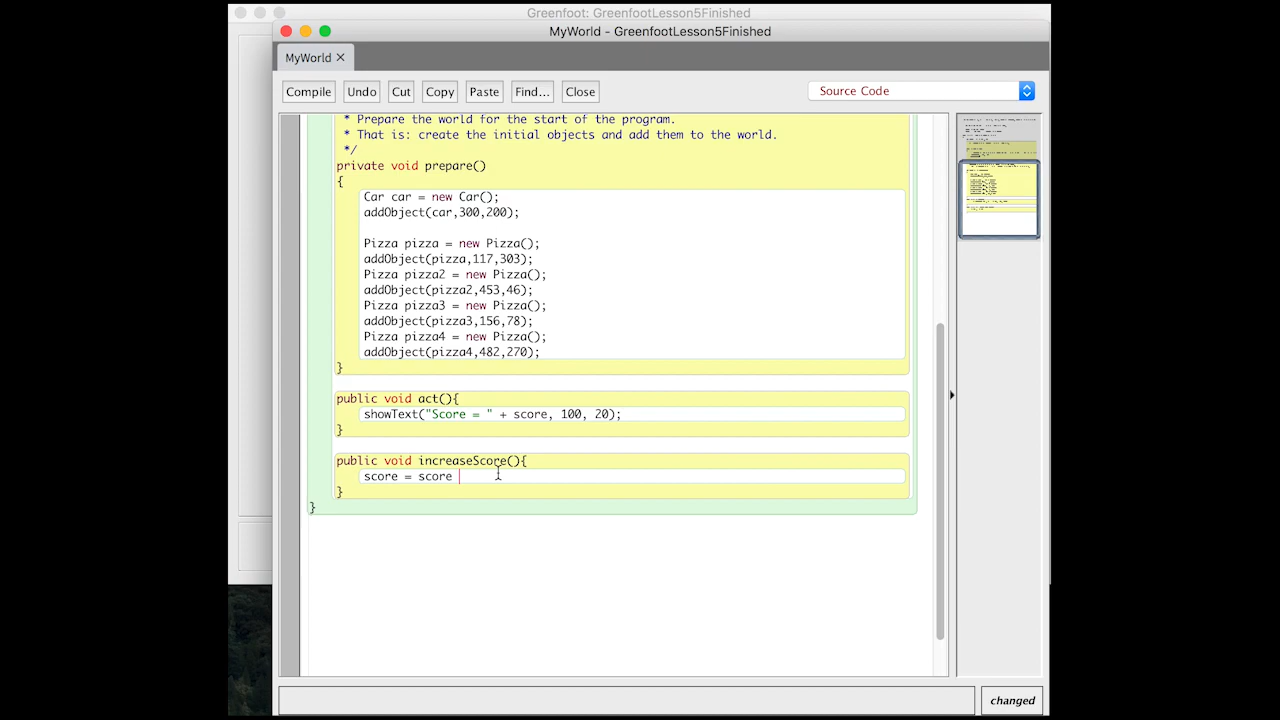 Greenfoot: GreenfootLesson5Finished
MyWorld - GreenfootLesson5Finished
MyWorld ×
Compile Undo Cut Copy Paste Find... Close Source Code
* Prepare the world for the start of the program.
* That is: create the initial objects and add them to the world.
*/
private void prepare()
{
Car car = new Car();
addObject(car,300,200);
Pizza pizza = new Pizza();
addObject(pizza,117,303);
Pizza pizza2 = new Pizza();
addObject(pizza2,453,46);
Pizza pizza3 = new Pizza();
addObject(pizza3,156,78);
Pizza pizza4 = new Pizza();
addObject(pizza4,482,270);
}
public void act(){
showText("Score = " + score, 100, 20);
}
public void increaseScore(){
score = score
}
}
changed